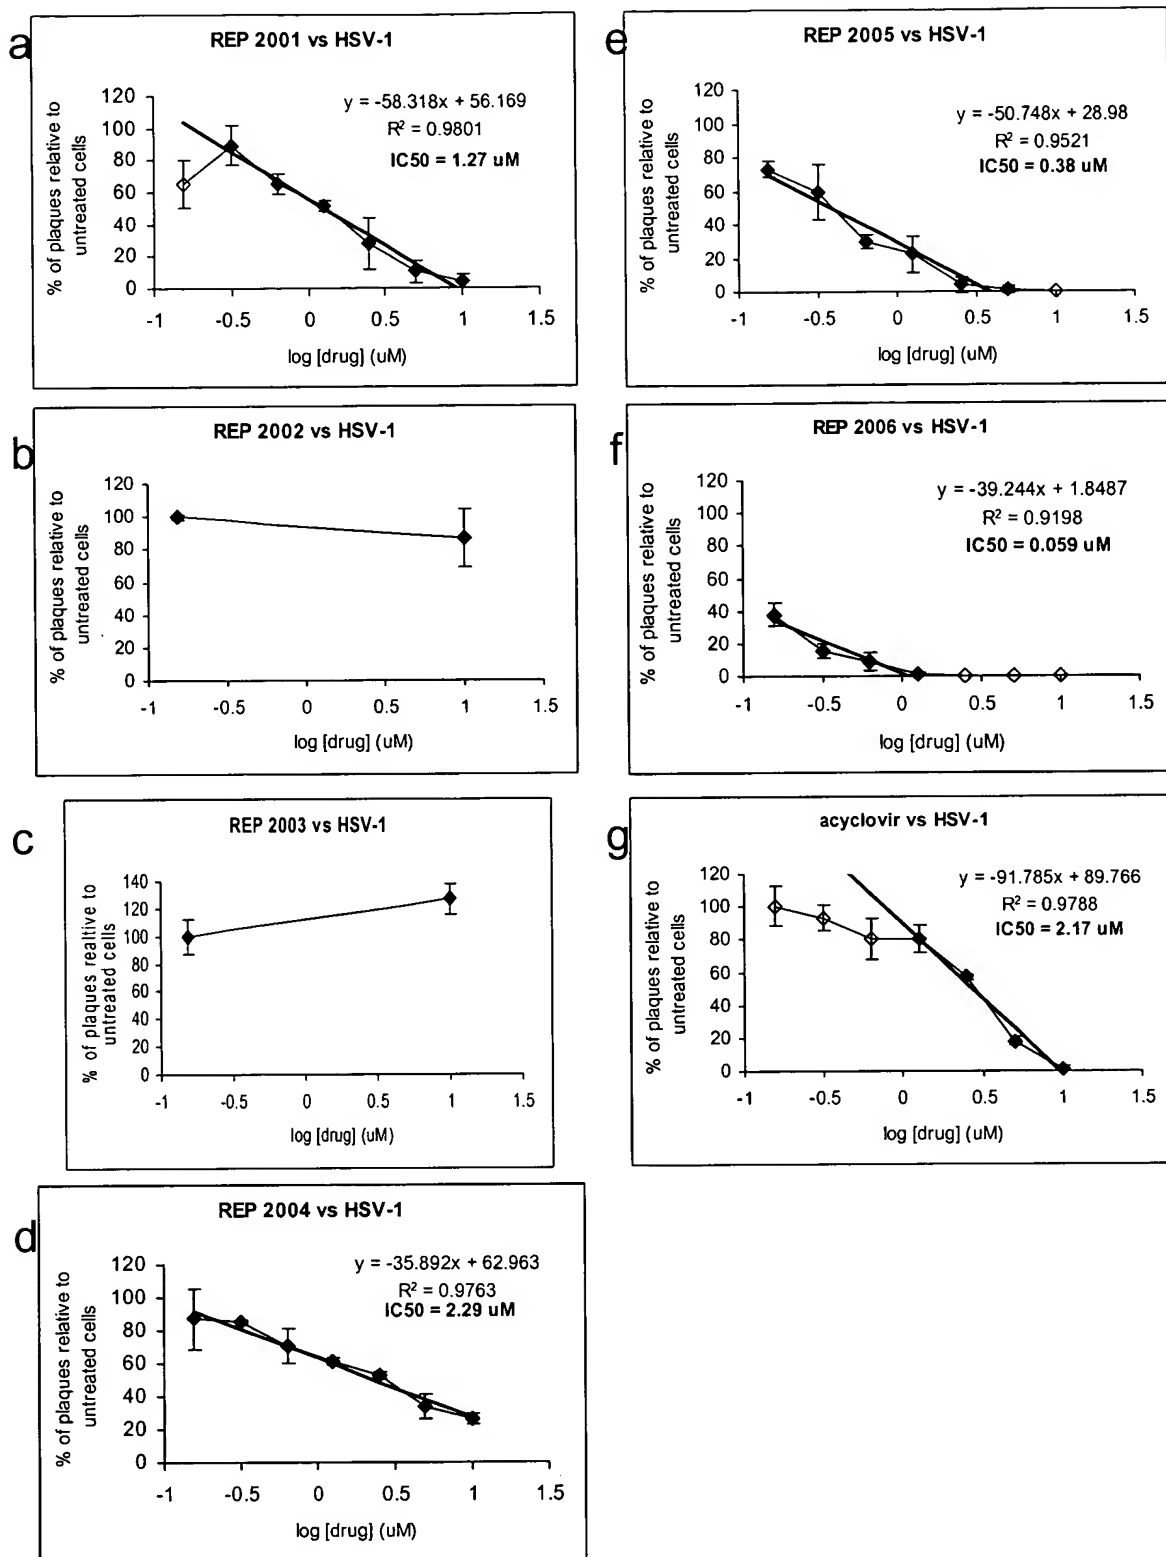 a
REP 2001 vs HSV-1
% of plaques relative to
untreated cells
120
100
80
60
40
20
0
y = -58.318x + 56.169
R² = 0.9801
IC50 = 1.27 uM
-1 -0.5 0 0.5 1 1.5
log [drug] (uM)
b
REP 2002 vs HSV-1
% of plaques relative to
untreated cells
120
100
80
60
40
20
0
-1 -0.5 0 0.5 1 1.5
log [drug] (uM)
c
REP 2003 vs HSV-1
% of plaques realtive to
untreated cells
140
120
100
80
60
40
20
0
-1 -0.5 0 0.5 1 1.5
log [drug] (uM)
d
REP 2004 vs HSV-1
% of plaques relative to
untreated cells
120
100
80
60
40
20
0
y = -35.892x + 62.963
R² = 0.9763
IC50 = 2.29 uM
-1 -0.5 0 0.5 1 1.5
log [drug] (uM)
e
REP 2005 vs HSV-1
% of plaques relative to
untreated cells
120
100
80
60
40
20
0
y = -50.748x + 28.98
R² = 0.9521
IC50 = 0.38 uM
-1 -0.5 0 0.5 1 1.5
log [drug] (uM)
f
REP 2006 vs HSV-1
% of plaques relative to
untreated cells
120
100
80
60
40
20
0
y = -39.244x + 1.8487
R² = 0.9198
IC50 = 0.059 uM
-1 -0.5 0 0.5 1 1.5
log [drug] (uM)
g
acyclovir vs HSV-1
% of plaques relative to
untreated cells
120
100
80
60
40
20
0
y = -91.785x + 89.766
R² = 0.9788
IC50 = 2.17 uM
-1 -0.5 0 0.5 1 1.5
log [drug] (uM)